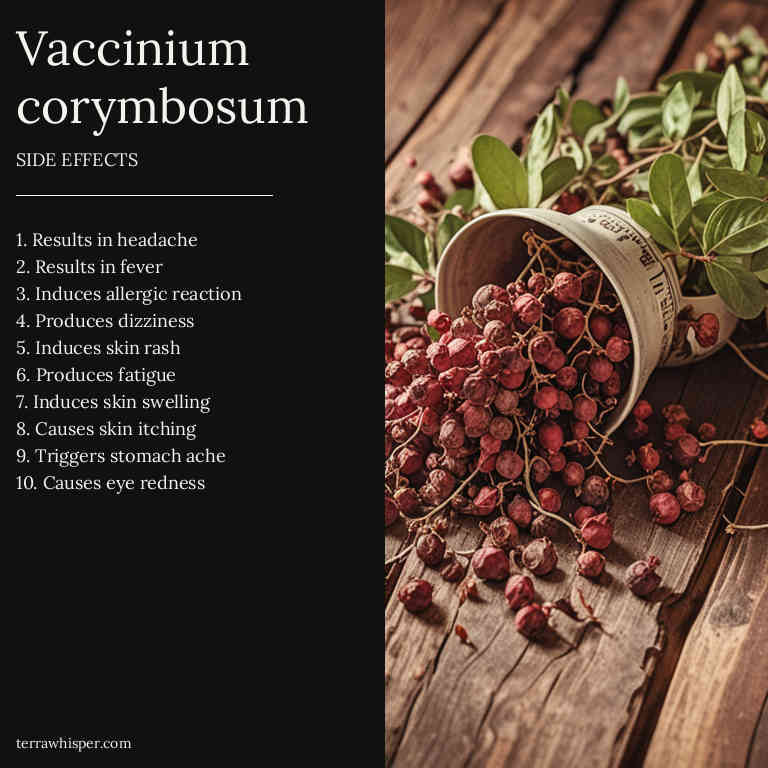 Vaccinium
corymbosum
SIDE EFFECTS
1. Results in headache
2. Results in fever
3. Induces allergic reaction
4. Produces dizziness
5. Induces skin rash
6. Produces fatigue
7. Induces skin swelling
8. Causes skin itching
9. Triggers stomach ache
10. Causes eye redness
terrawhisper.com